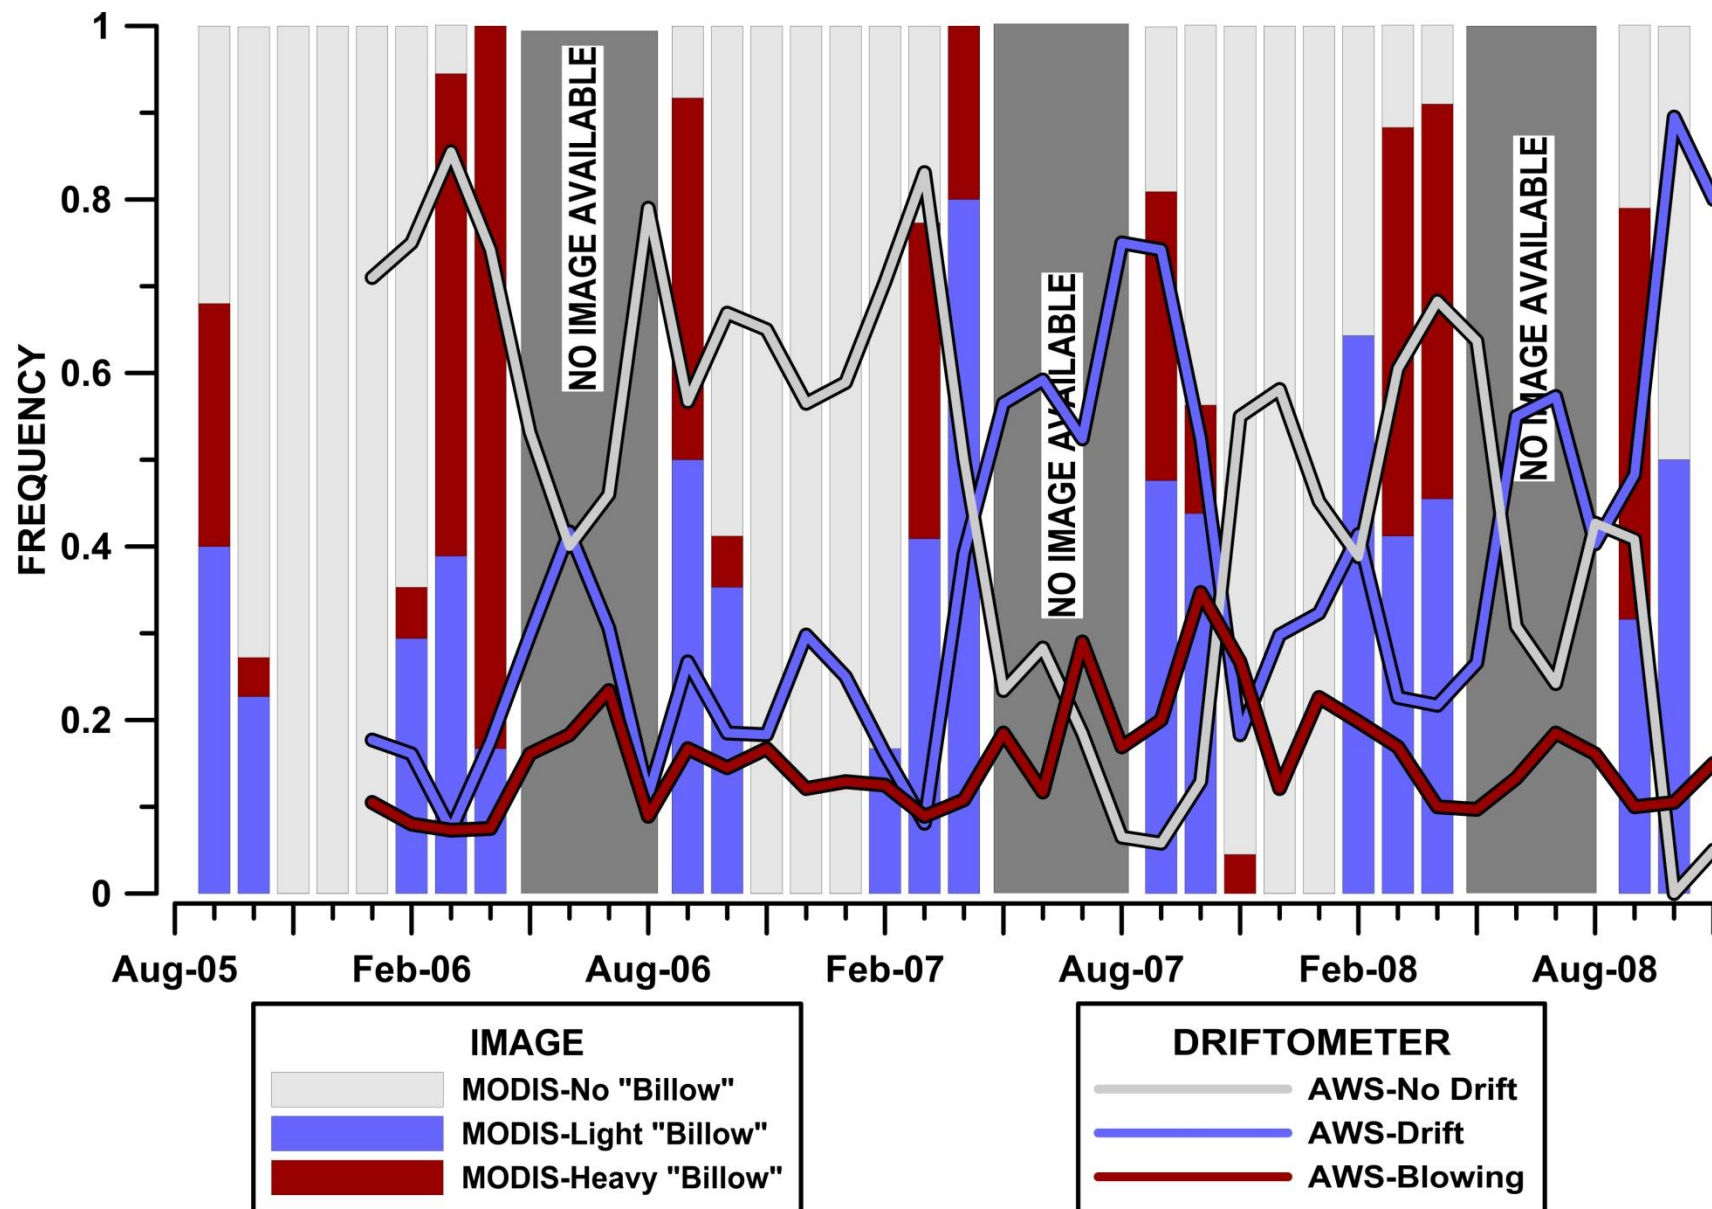 1
0.8
0.6
0.4
0.2
0
FREQUENCY
NO IMAGE AVAILABLE
NO IMAGE AVAILABLE
NO IMAGE AVAILABLE
Aug-05
Feb-06
Aug-06
Feb-07
Aug-07
Feb-08
Aug-08
IMAGE
MODIS-No "Billow"
MODIS-Light "Billow"
MODIS-Heavy "Billow"
DRIFTOMETER
AWS-No Drift
AWS-Drift
AWS-Blowing